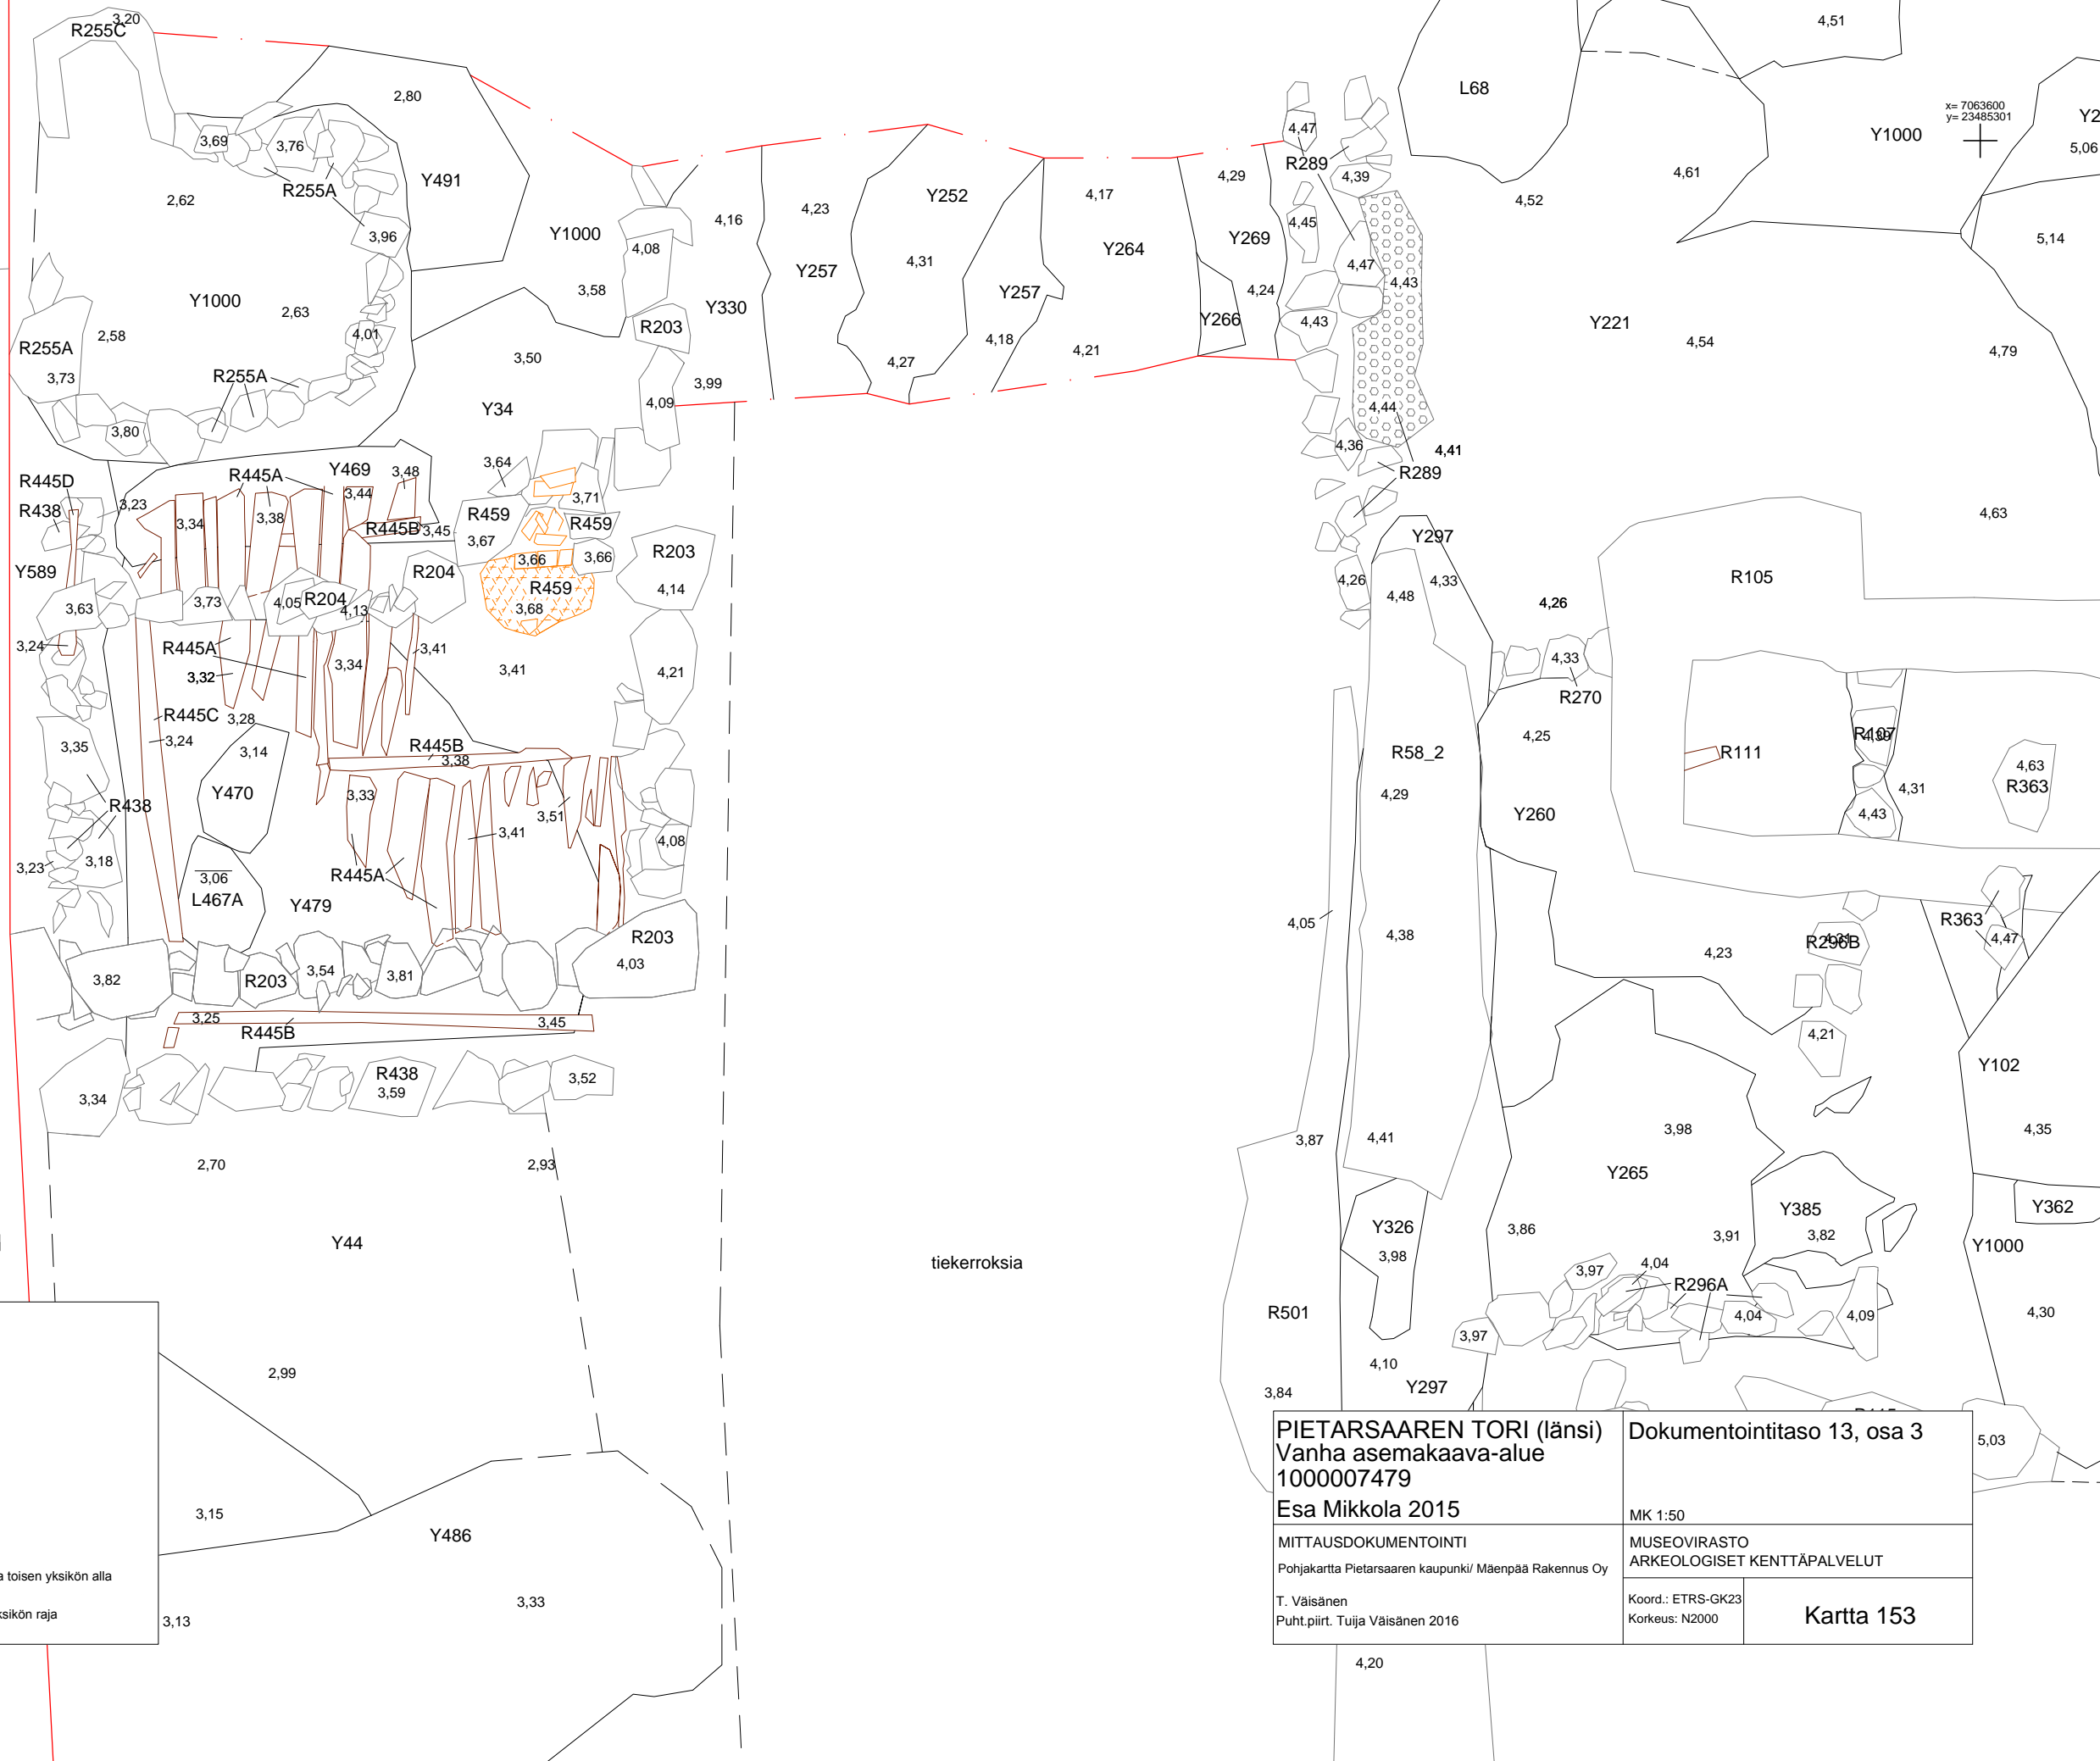 3,20
R255C
4,51
2,80
L68
x= 7063600
y= 23485301
Y2
Y1000
5,06
3,69
3,76
4,47
R289
Y491
R255A
4,39
4,29
4,61
2,62
4,17
4,52
Y252
4,23
4,16
4,45
3,96
Y1000
4,08
Y269
5,14
Y264
4,31
4,47
Y257
4,43
3,58
Y257
4,24
Y1000
2,63
Y330
Y266
4,43
Y221
R203
4,01
2,58
4,18
4,54
R255A
3,50
4,27
4,21
4,79
3,73
R255A
3,99
4,09
Y34
4,44
3,80
4,36
4,41
3,64
R289
Y469
3,48
R445A
R445D
3,44
3,71
R438
3,23
3,34
3,38
R459
R459
4,63
R445B
3,45
3,67
Y297
R203
3,66
3,66
Y589
R204
4,26
4,33
R105
R459
4,14
4,48
3,63
3,73
4,05
R204
4,13
3,68
4,26
3,24
R445A
3,41
3,34
3,41
4,21
4,33
3,32
R270
R445C
3,28
3,24
4,25
R107
4,39
3,35
3,14
R445B
3,38
R58_2
R111
4,63
R363
Y470
3,33
4,29
4,31
R438
3,51
Y260
4,43
3,41
4,08
3,23
3,18
3,06
R445A
L467A
Y479
4,05
R363
R203
4,38
R296B
4,31
4,47
4,03
4,23
3,82
R203
3,54
3,81
3,25
R445B
3,45
4,21
Y102
R438
3,59
3,52
3,34
3,87
4,41
3,98
4,35
2,70
2,93
Y265
Y385
Y362
Y326
3,86
3,91
3,82
Y44
Y1000
3,98
tiekerroksia
3,97
4,04
R296A
R501
4,04
4,09
4,30
3,97
4,10
2,99
3,84
Y297
5,03
3,15
Y486
3,33
3,13
a toisen yksikön alla
ksikön raja
PIETARSAAREN TORI (länsi)
Vanha asemakaava-alue
1000007479
Esa Mikkola 2015
Dokumentointitaso 13, osa 3
MK 1:50
MITTAUSDOKUMENTOINTI
Pohjakartta Pietarsaaren kaupunki/ Mäenpää Rakennus Oy
T. Väisänen
Puht.piirt. Tuija Väisänen 2016
MUSEOVIRASTO
ARKEOLOGISET KENTTÄPALVELUT
Koord.: ETRS-GK23
Korkeus: N2000
Kartta 153
4,20